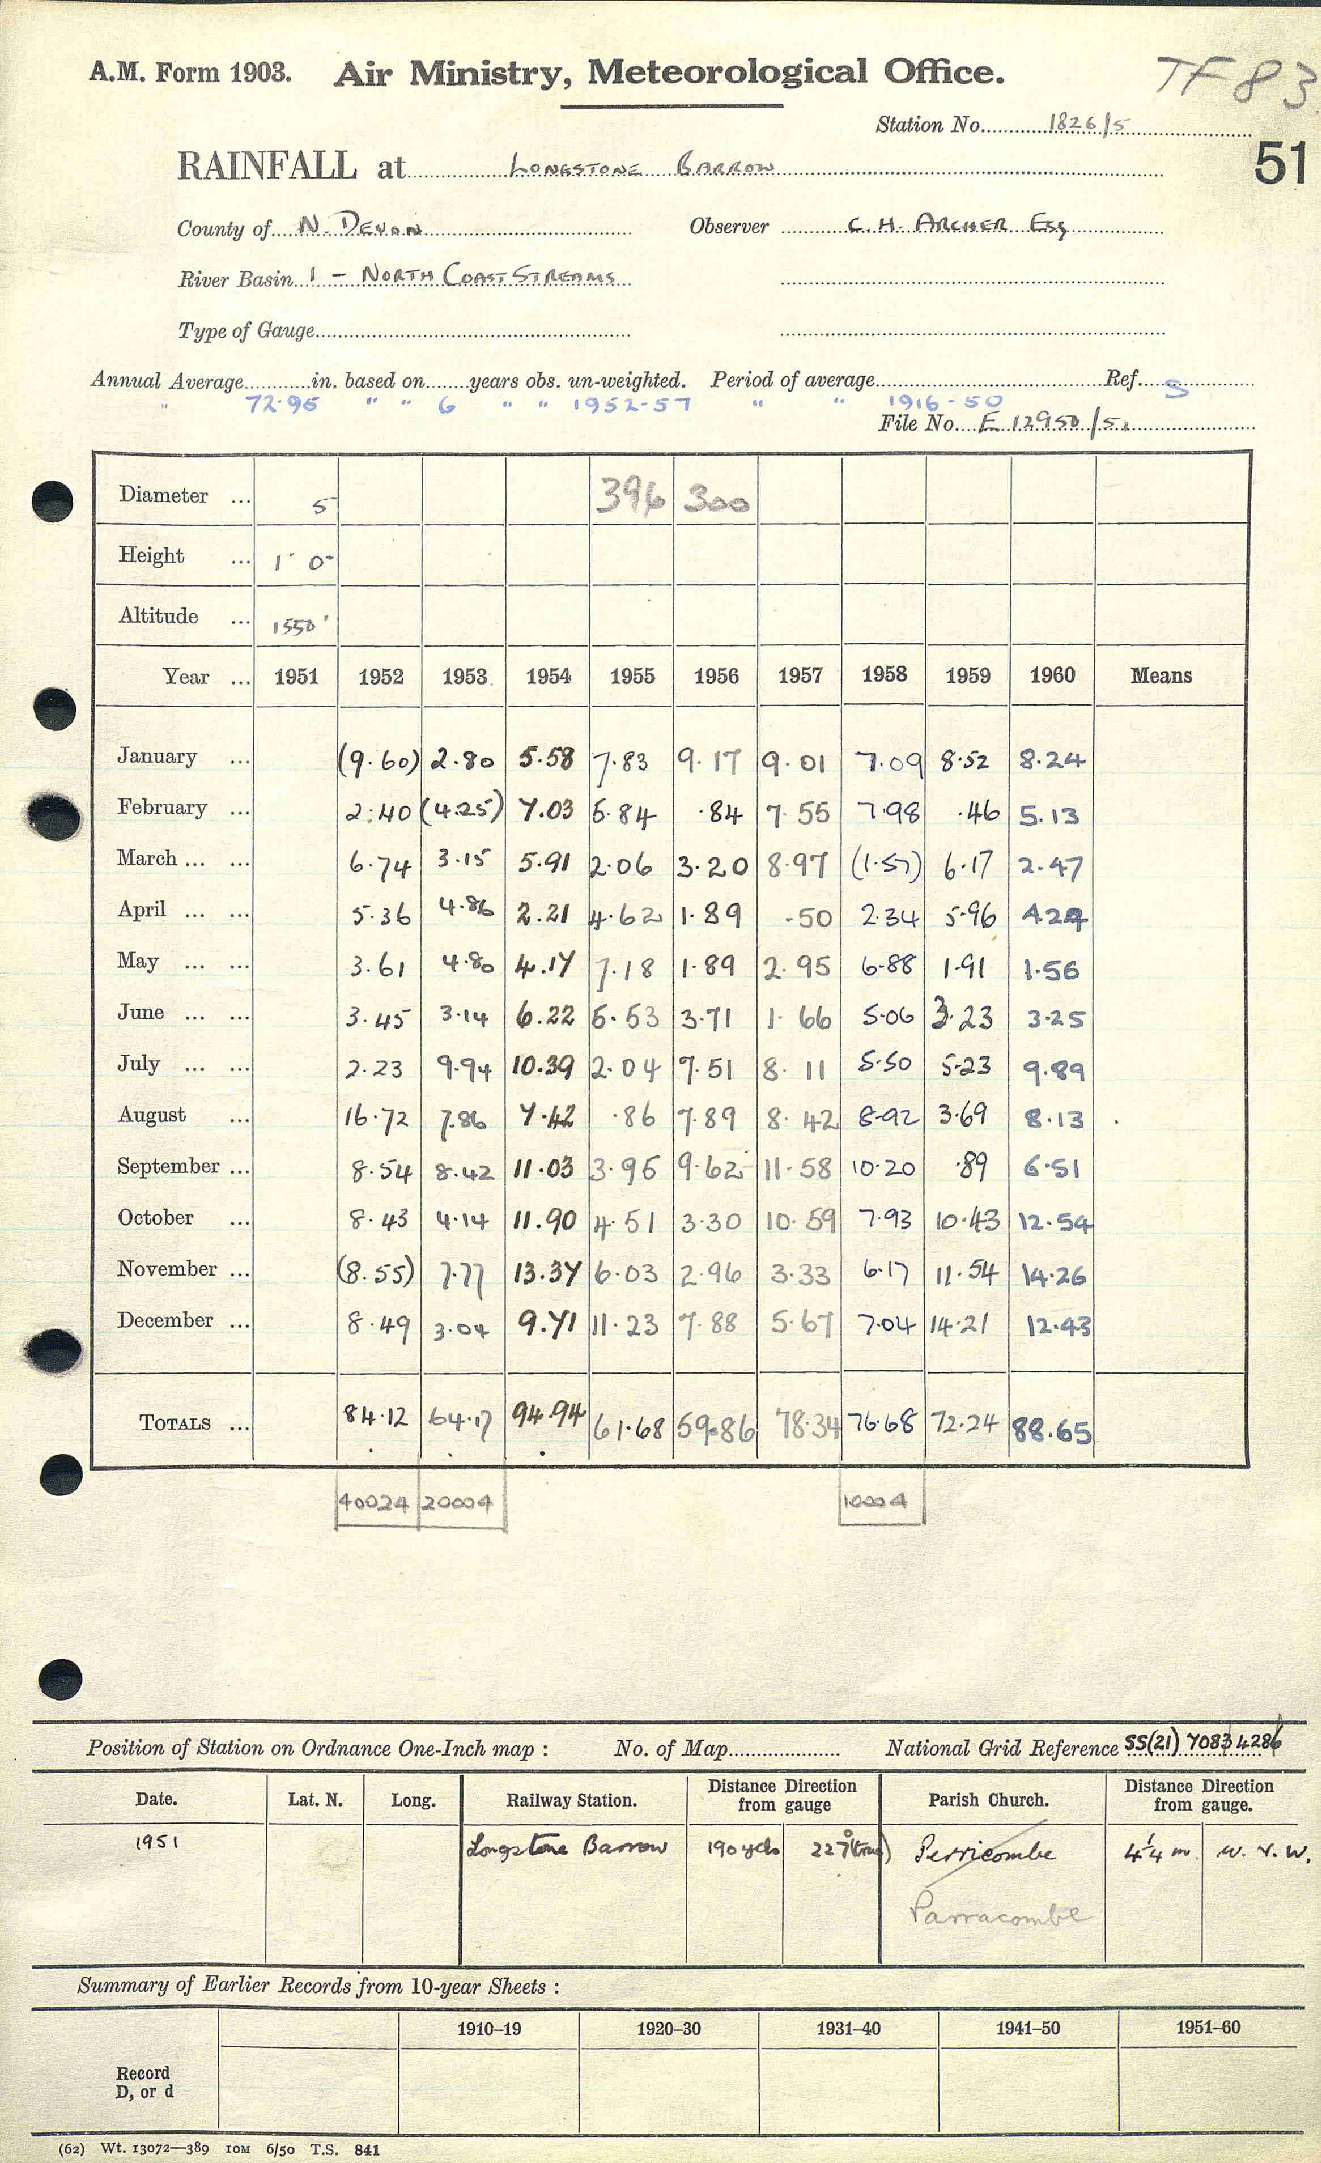 A.M. Form 1903. Air Ministry, Meteorological Office. TF 83
Station No. 1826/5
51
RAINFALL at LONGSTONE BARROW
County of N. DEVON Observer C. H. ARCHER ESQ
River Basin 1 - NORTH COAST STREAMS
Type of Gauge
Annual Average in. based on years obs. un-weighted. Period of average Ref. S
" 72.95 " " 6 " " 1952-57 " " 1916-50
File No. E 12950/51
Diameter ... 5 396 300
Height ... 1' 0"
Altitude ... 1550'
Year ... 1951 1952 1953 1954 1955 1956 1957 1958 1959 1960 Means
January ... (9.60) 2.80 5.58 7.83 9.17 9.01 7.09 8.52 8.24
February ... 2.40 (4.25) 7.03 5.84 .84 7.55 7.98 .46 5.13
March ... ... 6.74 3.15 5.91 2.06 3.20 8.97 (1.57) 6.17 2.47
April ... ... 5.36 4.86 2.21 4.62 1.89 .50 2.34 5.96 4.24
May ... ... 3.61 4.80 4.17 7.18 1.89 2.95 6.88 1.91 1.56
June ... ... 3.45 3.14 6.22 5.53 3.71 1.66 5.06 3.23 3.25
July ... ... 2.23 9.94 10.39 2.04 7.51 8.11 5.50 5.23 9.89
August ... 16.72 7.86 7.42 .86 7.89 8.42 8.92 3.69 8.13
September ... 8.54 8.42 11.03 3.95 9.62 11.58 10.20 .89 6.51
October ... 8.43 4.14 11.90 4.51 3.30 10.59 7.93 10.43 12.54
November ... (8.55) 7.77 13.37 6.03 2.96 3.33 6.17 11.54 14.26
December ... 8.49 3.04 9.71 11.23 7.88 5.67 7.04 14.21 12.43
TOTALS ... 84.12 64.17 94.94 61.68 59.86 78.34 76.68 72.24 88.65
40024 20004 10004
Position of Station on Ordnance One-Inch map : No. of Map National Grid Reference SS(21) 7083 4286
Date. Lat. N. Long. Railway Station. Distance Direction from gauge Parish Church. Distance Direction from gauge.
1951 Longstone Barrow 190 yds 227° (true) Perricombe 4¼ m W. V. W.
Parracombe
Summary of Earlier Records from 10-year Sheets :
1910–19 1920–30 1931–40 1941–50 1951–60
Record
D, or d
(62) Wt. 13072—389 10M 6/50 T.S. 841